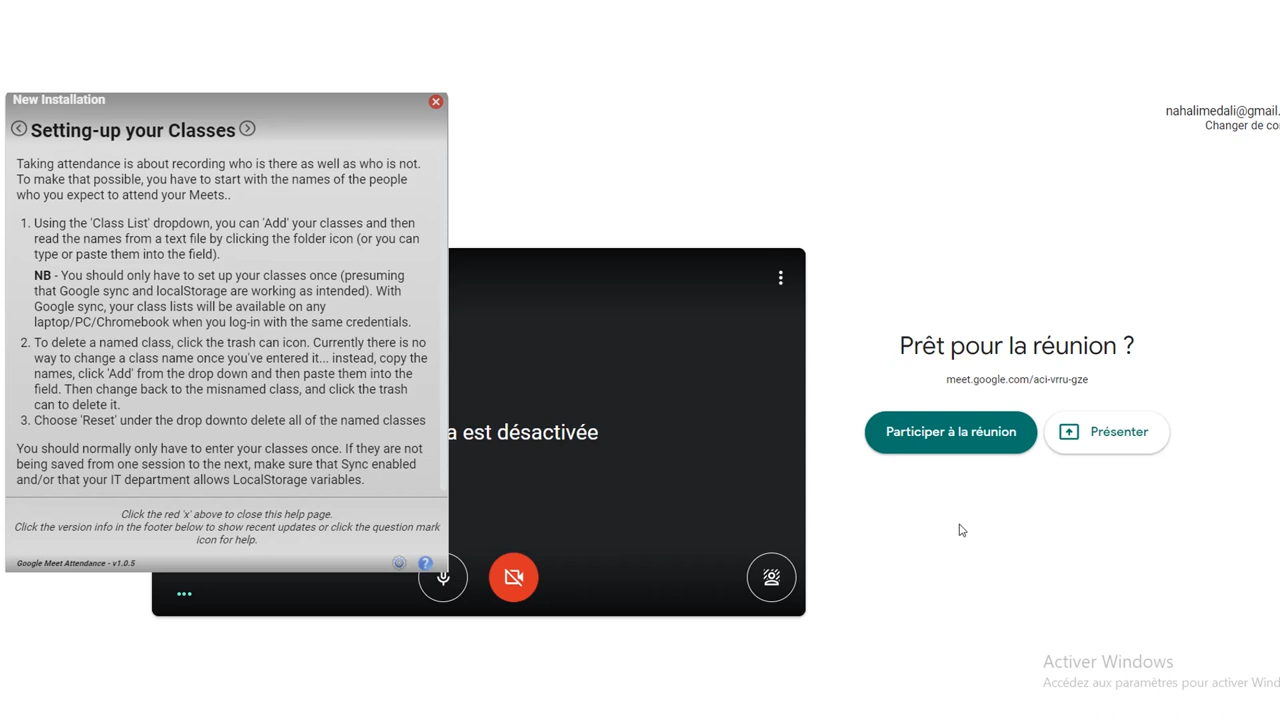 New Installation
Setting-up your Classes
Taking attendance is about recording who is there as well as who is not.
To make that possible, you have to start with the names of the people
who you expect to attend your Meets..
1. Using the 'Class List' dropdown, you can 'Add' your classes and then
read the names from a text file by clicking the folder icon (or you can
type or paste them into the field).
NB - You should only have to set up your classes once (presuming
that Google sync and localStorage are working as intended). With
Google sync, your class lists will be available on any
laptop/PC/Chromebook when you log-in with the same credentials.
2. To delete a named class, click the trash can icon. Currently there is no
way to change a class name once you've entered it... instead, copy the
names, click 'Add' from the drop down and then paste them into the
field. Then change back to the misnamed class, and click the trash
can to delete it.
3. Choose 'Reset' under the drop downto delete all of the named classes
You should normally only have to enter your classes once. If they are not
being saved from one session to the next, make sure that Sync enabled
and/or that your IT department allows LocalStorage variables.
Click the red 'x' above to close this help page.
Click the version info in the footer below to show recent updates or click the question mark
icon for help.
Google Meet Attendance - v1.0.5
a est désactivée
nahalimedali@gmail.
Changer de co
Prêt pour la réunion ?
meet.google.com/aci-vrru-gze
Participer à la réunion
Présenter
Activer Windows
Accédez aux paramètres pour activer Wind